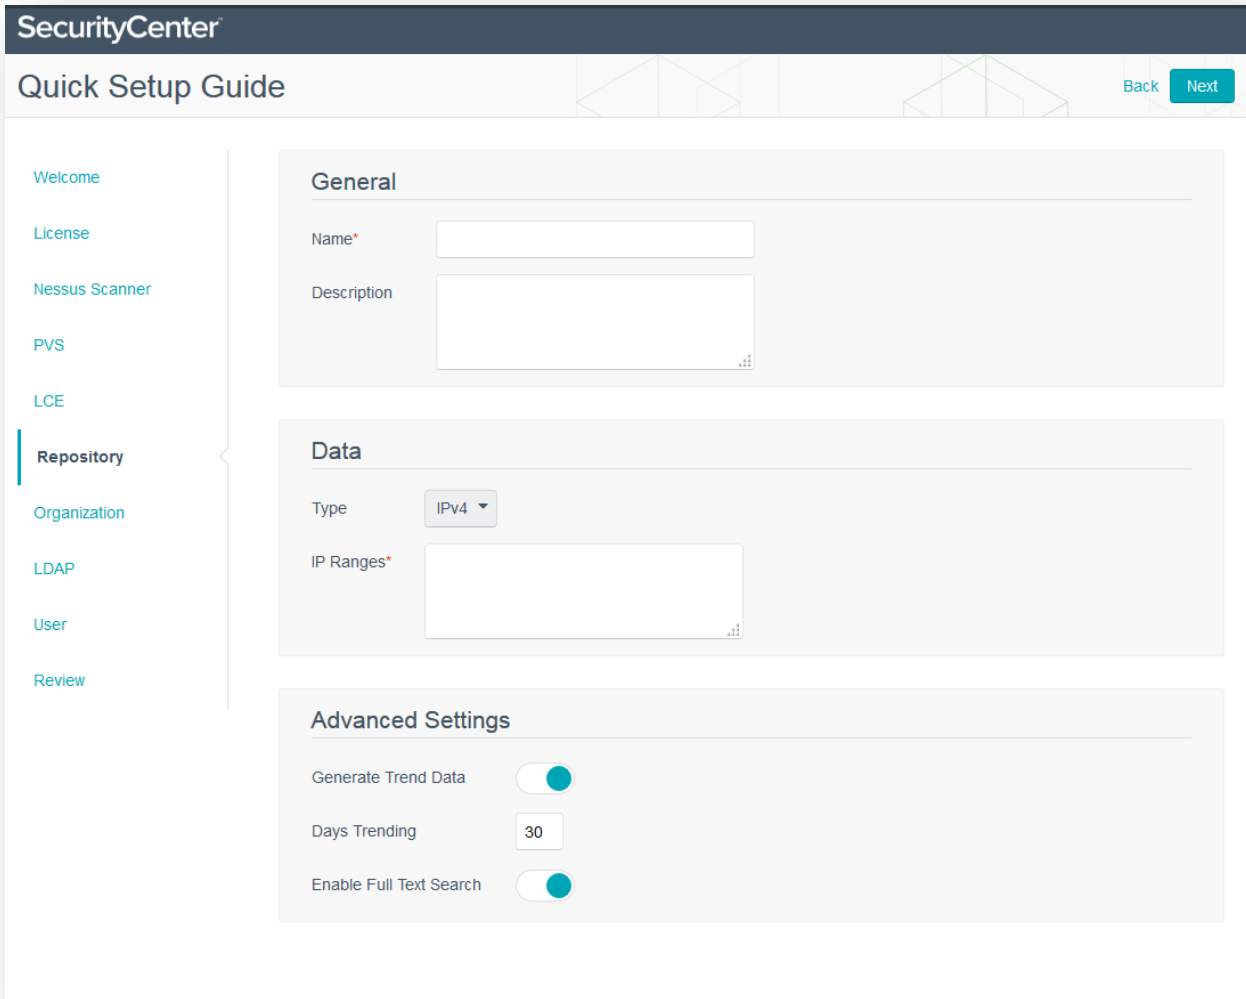 SecurityCenter™
Quick Setup Guide
Back
Next
Welcome
License
Nessus Scanner
PVS
LCE
Repository
Organization
LDAP
User
Review
General
Name*
Description
Data
Type
IPv4
IP Ranges*
Advanced Settings
Generate Trend Data
Days Trending
30
Enable Full Text Search